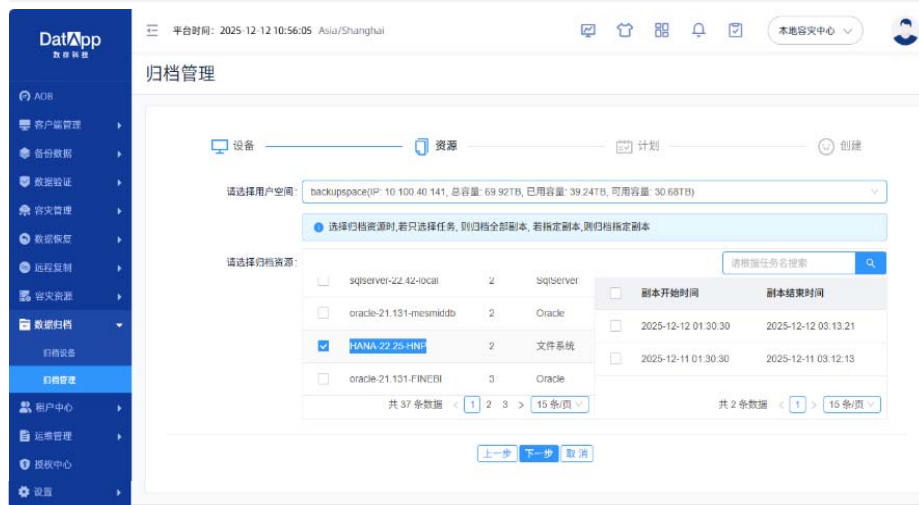 DatApp
数存科技
平台时间：2025-12-12 10:56:05 Asia/Shanghai
本地容灾中心
归档管理
AOB
客户端管理
备份数据
数据验证
容灾管理
数据恢复
远程复制
容灾资源
数据归档
归档设备
归档管理
租户中心
运维管理
授权中心
设置
设备
资源
计划
创建
请选择用户空间：
backupspace(IP: 10.100.40.141, 总容量: 69.92TB, 已用容量: 39.24TB, 可用容量: 30.68TB)
选择归档资源时,若只选择任务, 则归档全部副本, 若指定副本,则归档指定副本
请选择归档资源：
请根据任务名搜索
sqlserver-22.42-local 2 SqlServer
oracle-21.131-mesmiddb 2 Oracle
HANA-22.25-HNP 2 文件系统
oracle-21.131-FINEBI 3 Oracle
共 37 条数据 < 1 2 3 > 15 条/页
副本开始时间 副本结束时间
2025-12-12 01:30:30 2025-12-12 03:13:21
2025-12-11 01:30:30 2025-12-11 03:12:13
共 2 条数据 < 1 > 15 条/页
上一步 下一步 取消